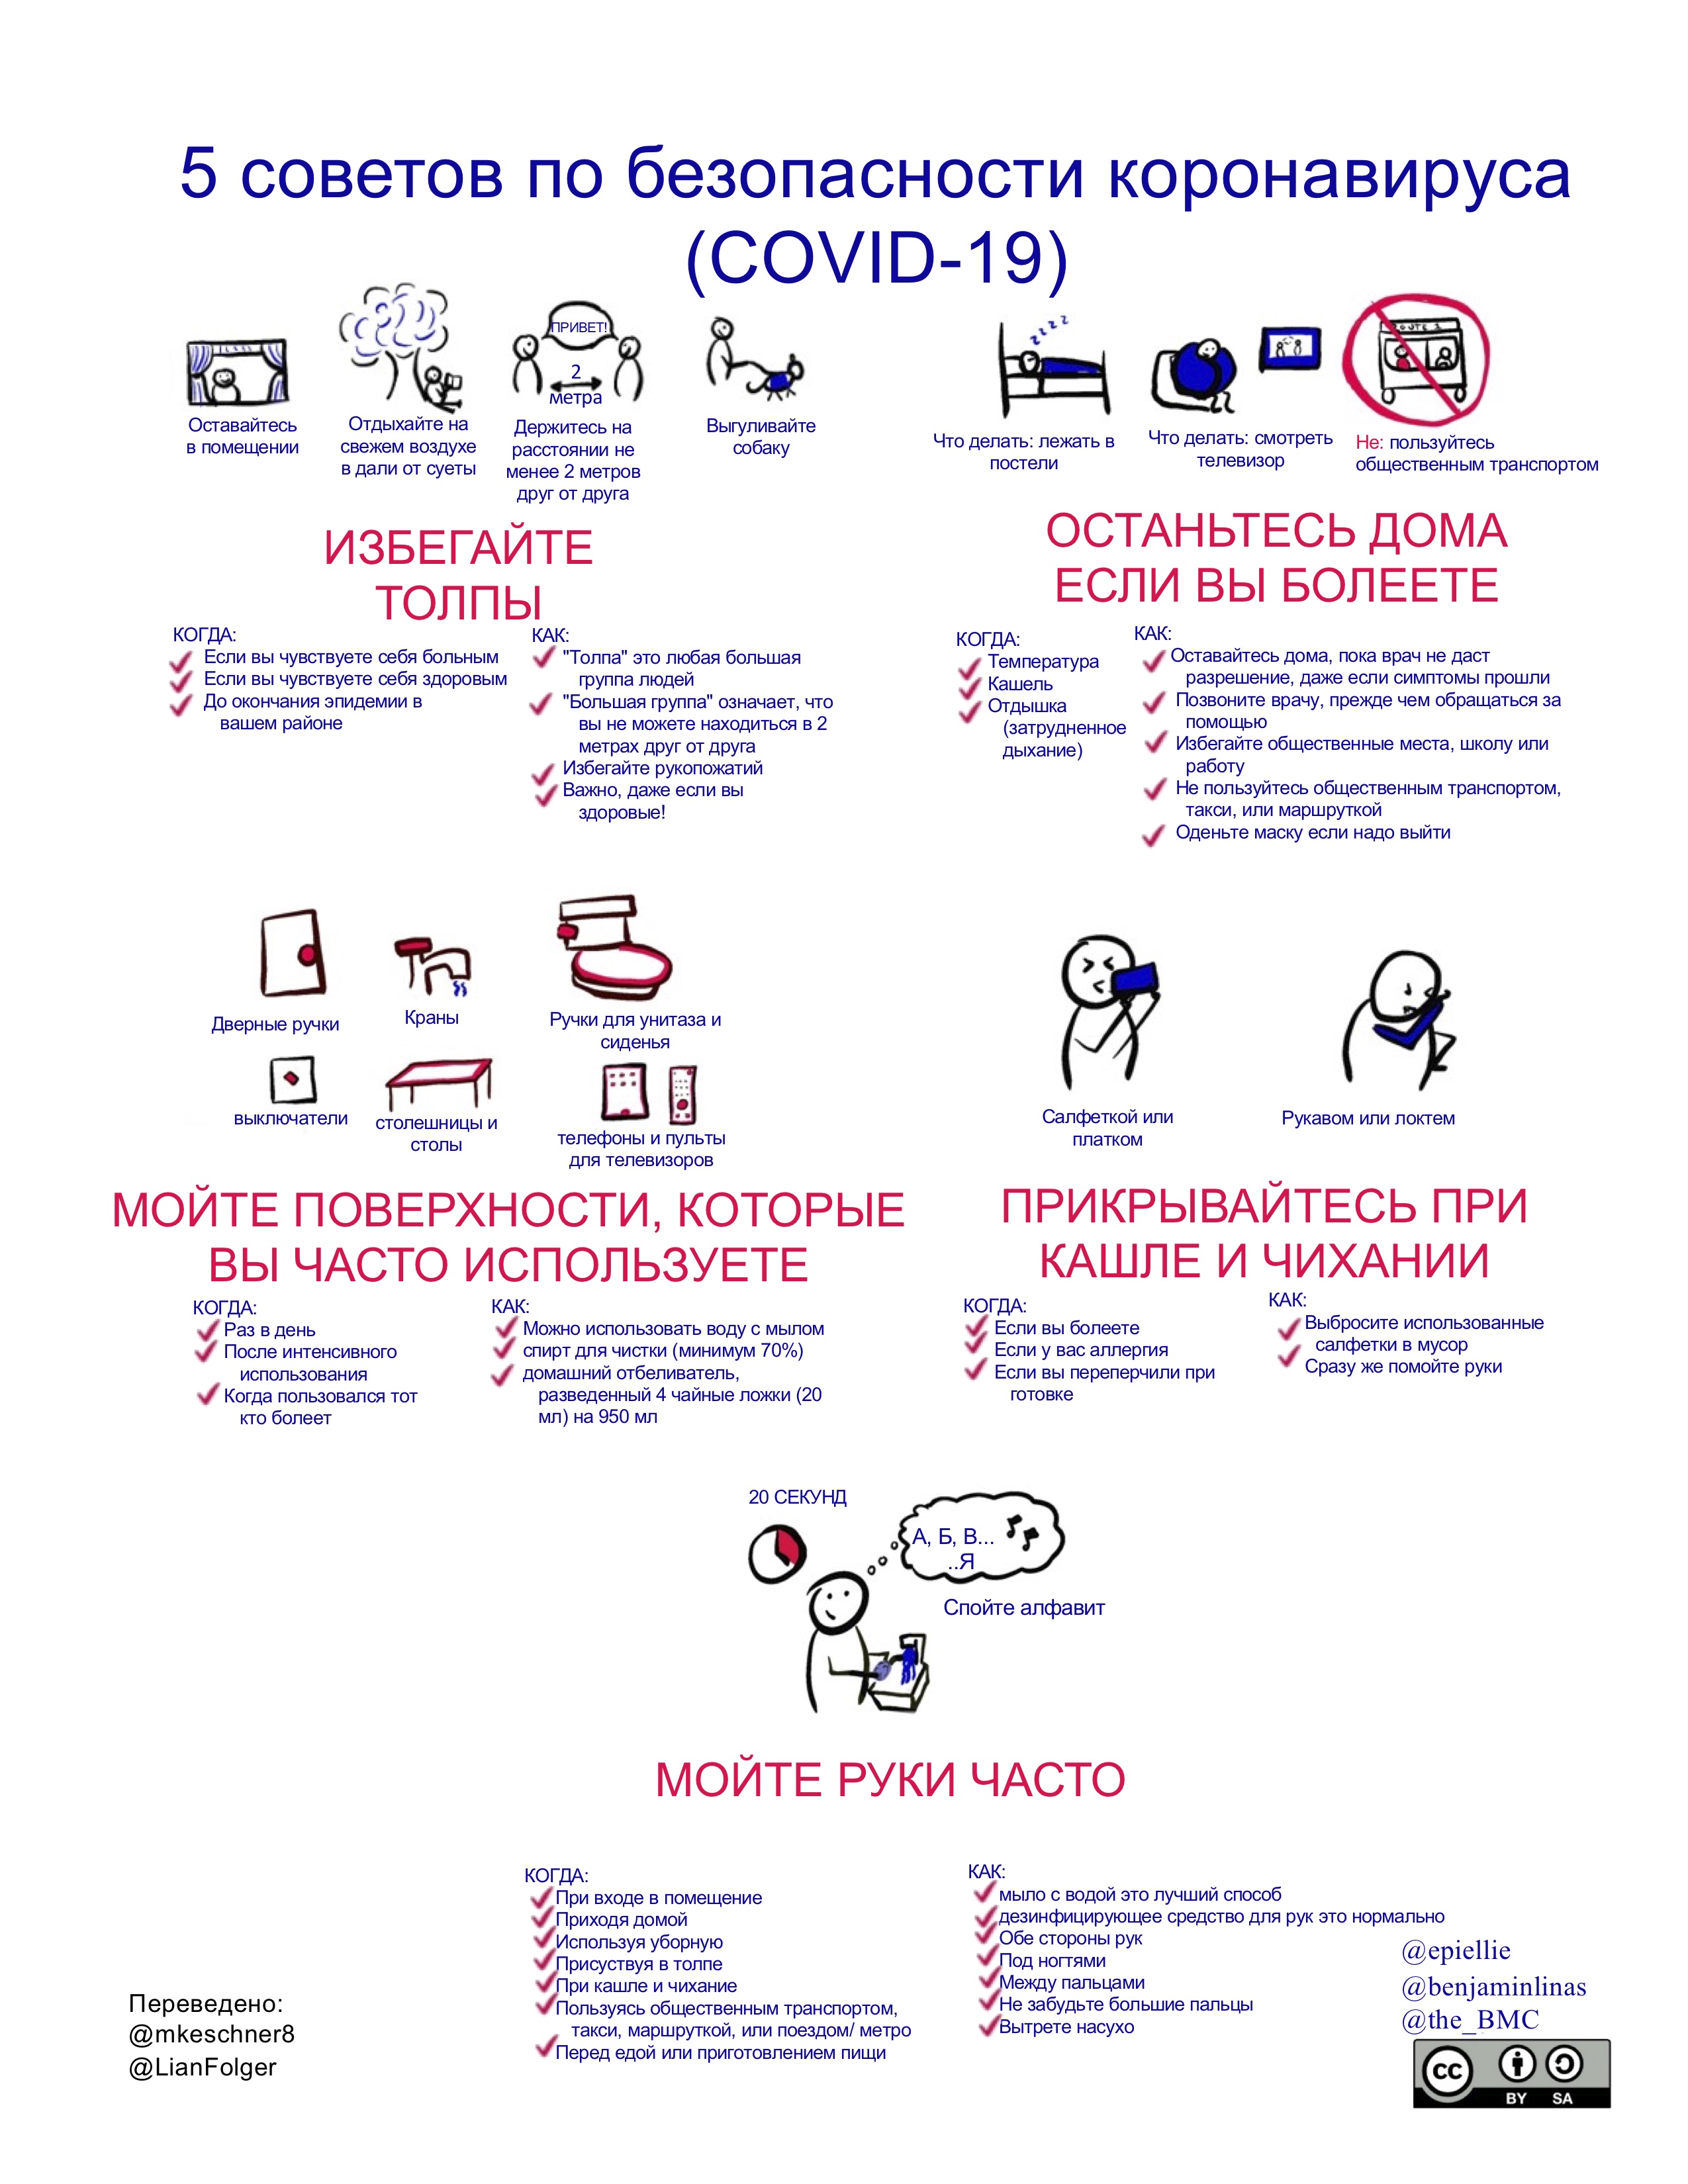 5 советов по безопасности коронавируса
(COVID-19)
ПРИВЕТ!
2
метра
Оставайтесь
в помещении
Отдыхайте на
свежем воздухе
в дали от суеты
Держитесь на
расстоянии не
менее 2 метров
друг от друга
Выгуливайте
собаку
ROUTE 1
Что делать: лежать в
постели
Что делать: смотреть
телевизор
Не: пользуйтесь
общественным транспортом
ИЗБЕГАЙТЕ
ТОЛПЫ
КОГДА:
Если вы чувствуете себя больным
Если вы чувствуете себя здоровым
До окончания эпидемии в
вашем районе
КАК:
"Толпа" это любая большая
группа людей
"Большая группа" означает, что
вы не можете находиться в 2
метрах друг от друга
Избегайте рукопожатий
Важно, даже если вы
здоровые!
ОСТАНЬТЕСЬ ДОМА
ЕСЛИ ВЫ БОЛЕЕТЕ
КОГДА:
Температура
Кашель
Отдышка
(затрудненное
дыхание)
КАК:
Оставайтесь дома, пока врач не даст
разрешение, даже если симптомы прошли
Позвоните врачу, прежде чем обращаться за
помощью
Избегайте общественные места, школу или
работу
Не пользуйтесь общественным транспортом,
такси, или маршруткой
Оденьте маску если надо выйти
Дверные ручки
Краны
Ручки для унитаза и
сиденья
выключатели
столешницы и
столы
телефоны и пульты
для телевизоров
МОЙТЕ ПОВЕРХНОСТИ, КОТОРЫЕ
ВЫ ЧАСТО ИСПОЛЬЗУЕТЕ
КОГДА:
Раз в день
После интенсивного
использования
Когда пользовался тот
кто болеет
КАК:
Можно использовать воду с мылом
спирт для чистки (минимум 70%)
домашний отбеливатель,
разведенный 4 чайные ложки (20
мл) на 950 мл
Салфеткой или
платком
Рукавом или локтем
ПРИКРЫВАЙТЕСЬ ПРИ
КАШЛЕ И ЧИХАНИИ
КОГДА:
Если вы болеете
Если у вас аллергия
Если вы переперчили при
готовке
КАК:
Выбросите использованные
салфетки в мусор
Сразу же помойте руки
20 СЕКУНД
А, Б, В...
..Я
Спойте алфавит
МОЙТЕ РУКИ ЧАСТО
КОГДА:
При входе в помещение
Приходя домой
Используя уборную
Присуствуя в толпе
При кашле и чихание
Пользуясь общественным транспортом,
такси, маршруткой, или поездом/ метро
Перед едой или приготовлением пищи
КАК:
мыло с водой это лучший способ
дезинфицирующее средство для рук это нормально
Обе стороны рук
Под ногтями
Между пальцами
Не забудьте большие пальцы
Вытрете насухо
Переведено:
@mkeschner8
@LianFolger
@epiellie
@benjaminlinas
@the_BMC
cc
BY SA